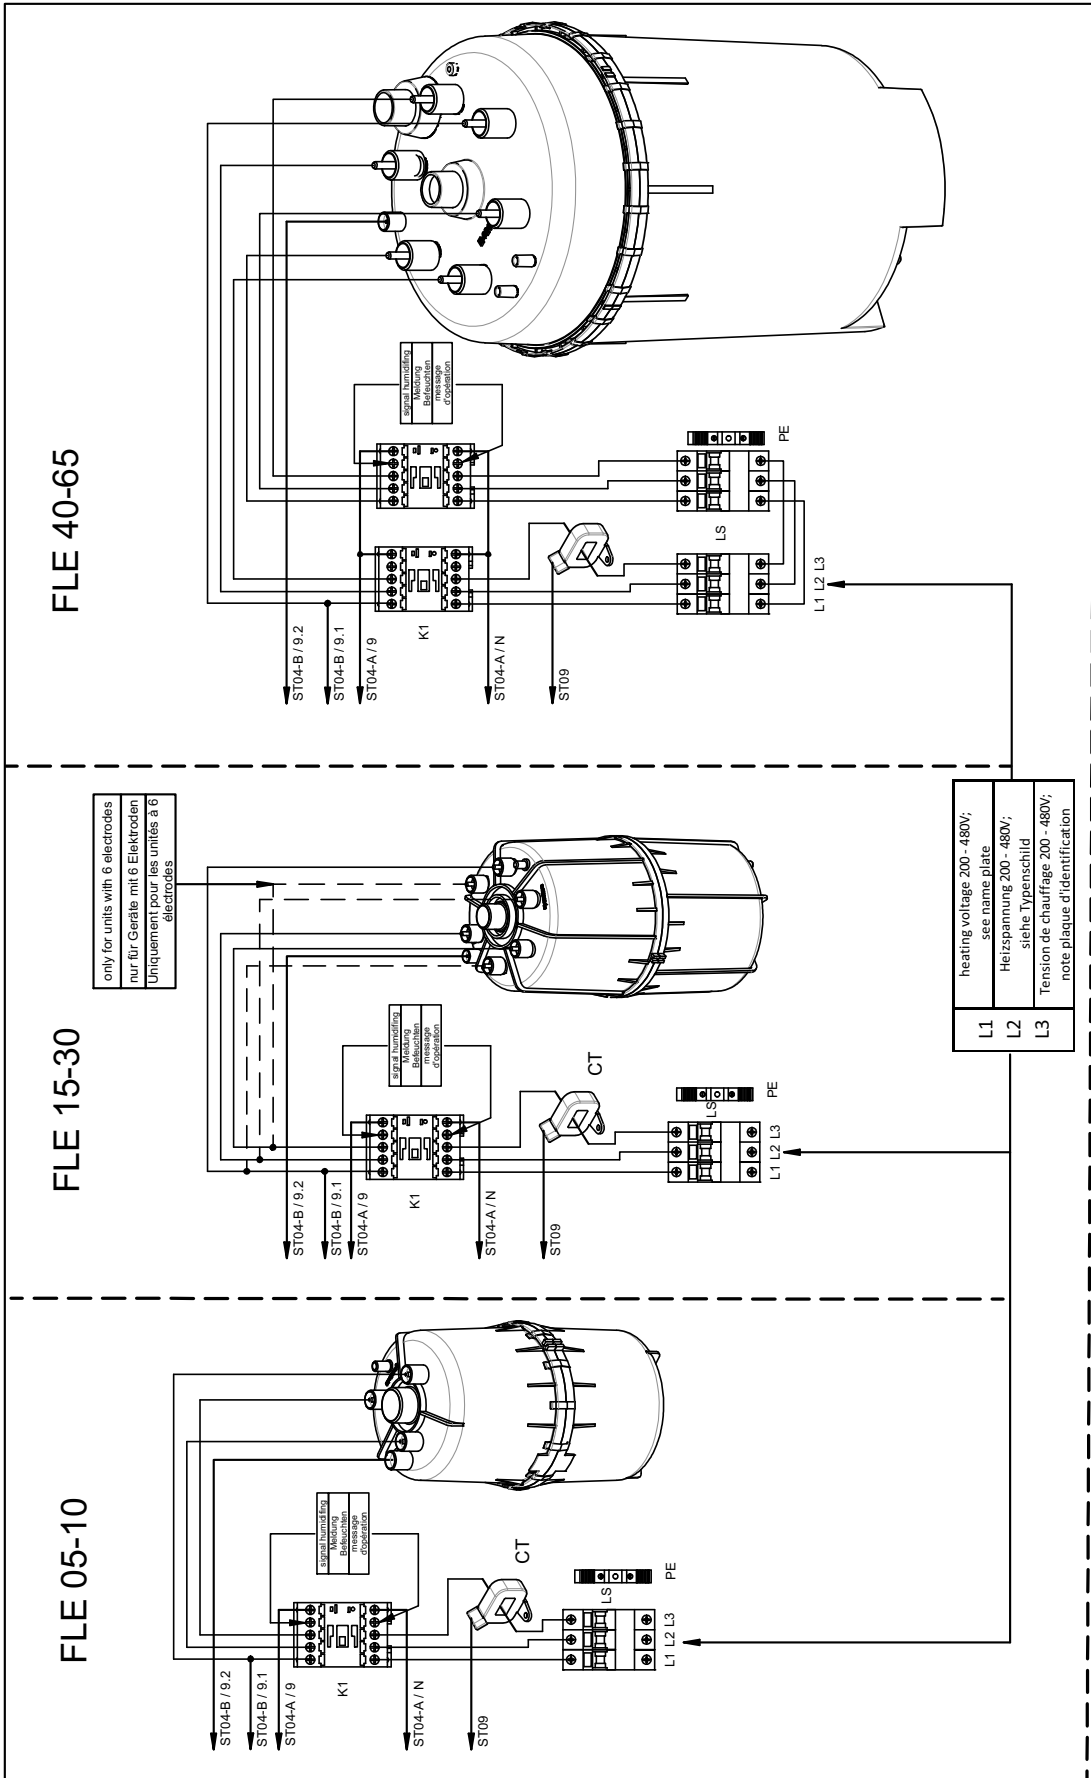 FLE 05-10
ST04-B / 9.2
ST04-B / 9.1
ST04-A / 9
K1
ST04-A / N
ST09
signal humidifing
Meldung
Befeuchten
message
d'opération
CT
LS
PE
L1 L2 L3
FLE 15-30
only for units with 6 electrodes
nur für Geräte mit 6 Elektroden
Uniquement pour les unités à 6
électrodes
ST04-B / 9.2
ST04-B / 9.1
ST04-A / 9
K1
ST04-A / N
ST09
signal humidifing
Meldung
Befeuchten
message
d'opération
CT
LS
PE
L1 L2 L3
FLE 40-65
ST04-B / 9.2
ST04-B / 9.1
ST04-A / 9
K1
ST04-A / N
ST09
signal humidifing
Meldung
Befeuchten
message
d'opération
LS
PE
L1 L2 L3
L1
heating voltage 200 - 480V;
see name plate
L2
Heizspannung 200 - 480V;
siehe Typenschild
L3
Tension de chauffage 200 - 480V;
note plaque d'identification